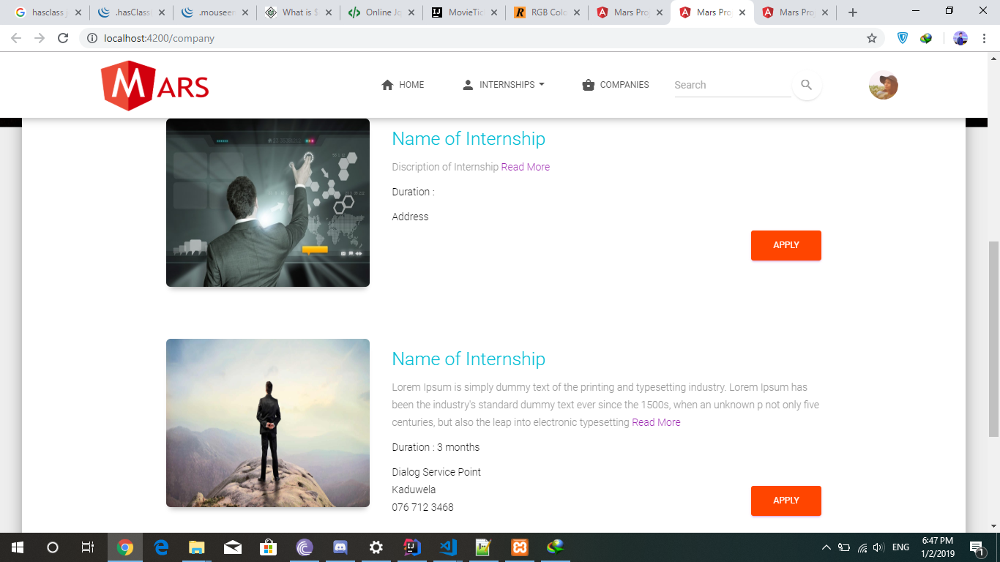 hasclass j
.hasClass
.mouseen
What is $
Online Jo
MovieTic
RGB Colo
Mars Proj
Mars Proj
Mars Proj
localhost:4200/company
MARS
HOME
INTERNSHIPS
COMPANIES
Search
Name of Internship
Discription of Internship Read More
Duration :
Address
APPLY
Name of Internship
Lorem Ipsum is simply dummy text of the printing and typesetting industry. Lorem Ipsum has
been the industry's standard dummy text ever since the 1500s, when an unknown p not only five
centuries, but also the leap into electronic typesetting Read More
Duration : 3 months
Dialog Service Point
Kaduwela
076 712 3468
APPLY
ENG
6:47 PM
1/2/2019
1